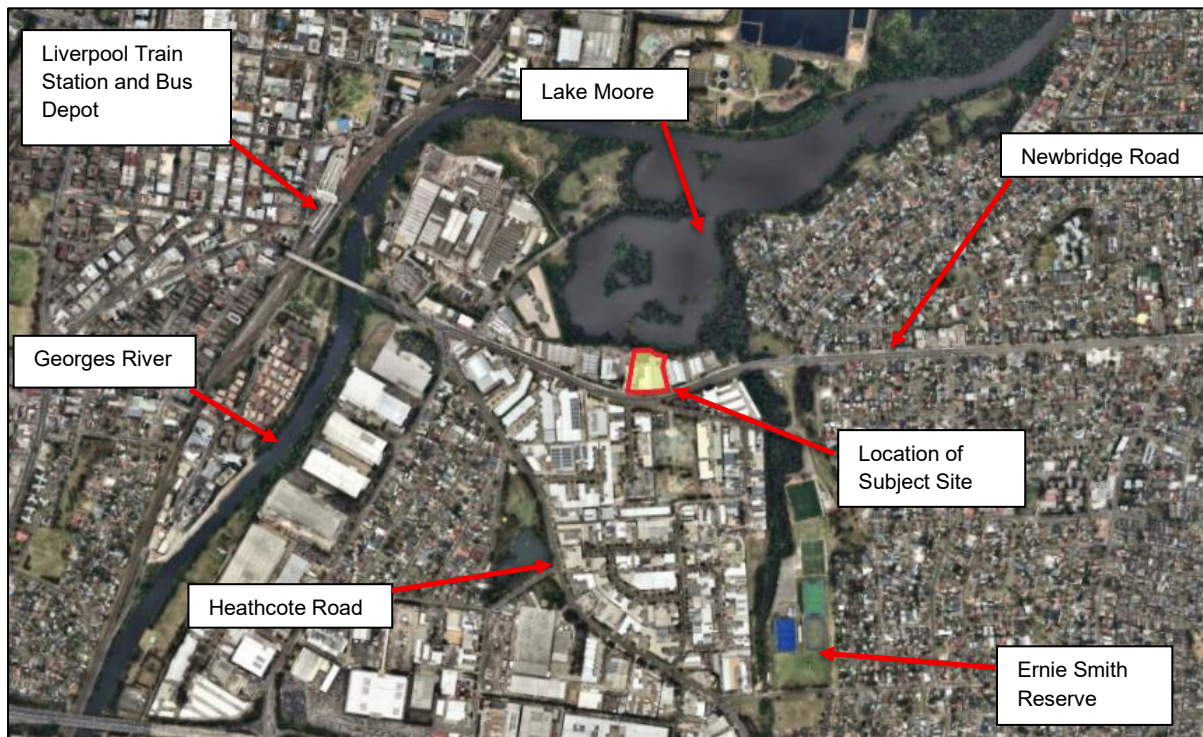 Liverpool Train
Station and Bus
Depot
Lake Moore
Newbridge Road
Georges River
Location of
Subject Site
Heathcote Road
Ernie Smith
Reserve